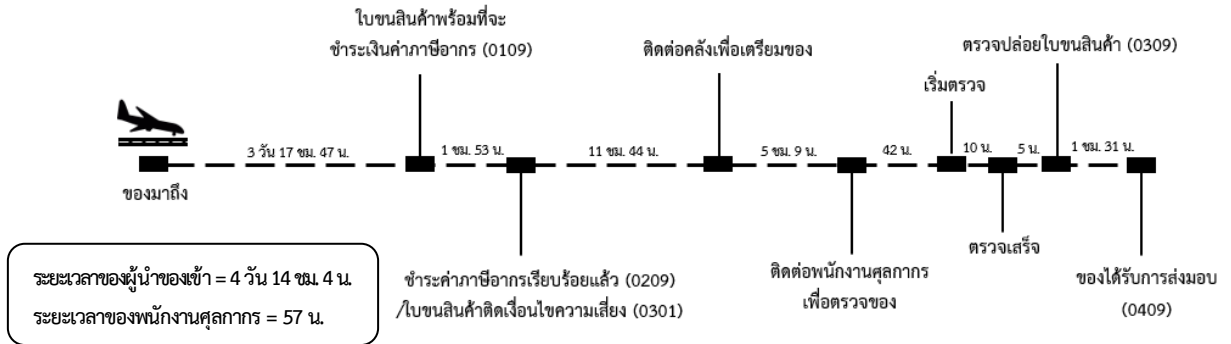 ใบขนสินค้าพร้อมที่จะ
ชำระเงินค่าภาษีอากร (0109)
ติดต่อคลังเพื่อเตรียมของ
ตรวจปล่อยใบขนสินค้า (0309)
เริ่มตรวจ
3 วัน 17 ชม. 47 น.
1 ชม. 53 น.
11 ชม. 44 น.
5 ชม. 9 น.
42 น.
10 น.
5 น.
1 ชม. 31 น.
ของมาถึง
ตรวจเสร็จ
ชำระค่าภาษีอากรเรียบร้อยแล้ว (0209)
/ใบขนสินค้าติดเงื่อนไขความเสี่ยง (0301)
ติดต่อพนักงานศุลกากร
เพื่อตรวจของ
ของได้รับการส่งมอบ
(0409)
ระยะเวลาของผู้นำของเข้า = 4 วัน 14 ชม. 4 น.
ระยะเวลาของพนักงานศุลกากร = 57 น.